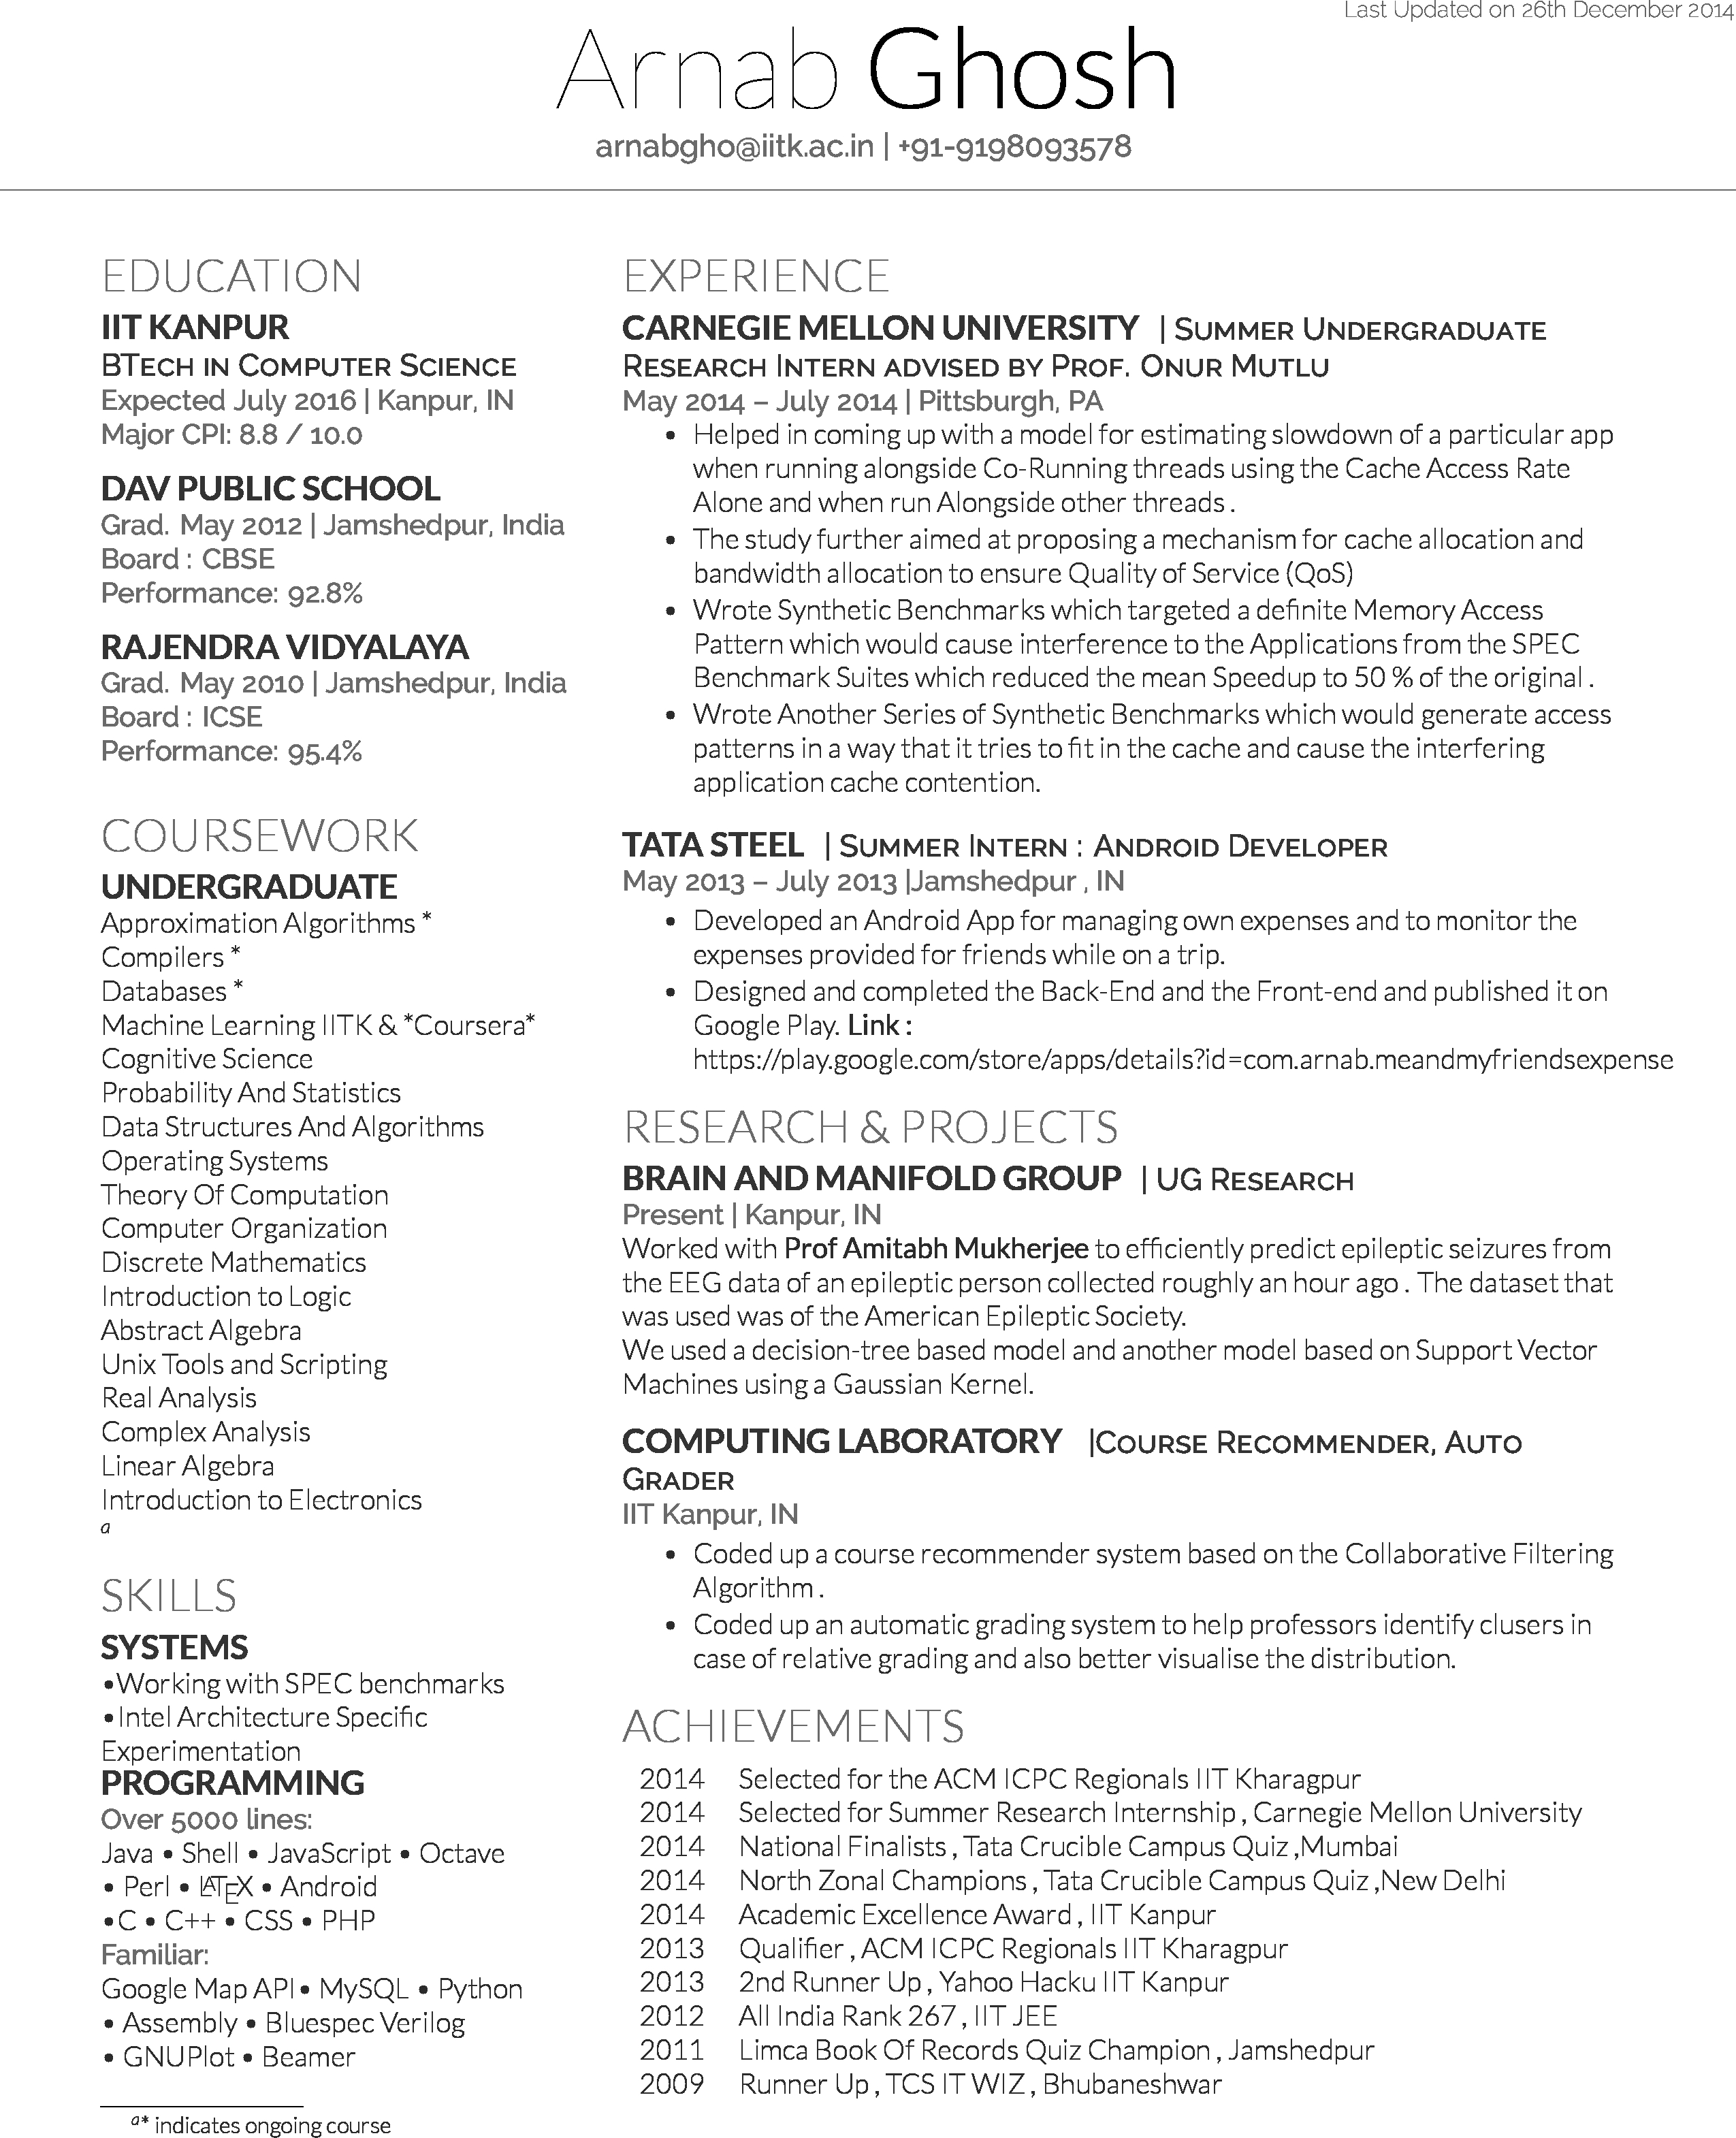 Last Updated on 26th December 2014
Arnab Ghosh
arnabgho@iitk.ac.in | +91-9198093578
EDUCATION
IIT KANPUR
BTech in Computer Science
Expected July 2016 | Kanpur, IN
Major CPI: 8.8 / 10.0
DAV PUBLIC SCHOOL
Grad. May 2012 | Jamshedpur, India
Board : CBSE
Performance: 92.8%
RAJENDRA VIDYALAYA
Grad. May 2010 | Jamshedpur, India
Board : ICSE
Performance: 95.4%
COURSEWORK
UNDERGRADUATE
Approximation Algorithms *
Compilers *
Databases *
Machine Learning IITK & *Coursera*
Cognitive Science
Probability And Statistics
Data Structures And Algorithms
Operating Systems
Theory Of Computation
Computer Organization
Discrete Mathematics
Introduction to Logic
Abstract Algebra
Unix Tools and Scripting
Real Analysis
Complex Analysis
Linear Algebra
Introduction to Electronics
a
SKILLS
SYSTEMS
•Working with SPEC benchmarks
•Intel Architecture Specific
Experimentation
PROGRAMMING
Over 5000 lines:
Java • Shell • JavaScript • Octave
• Perl • LATEX • Android
•C • C++ • CSS • PHP
Familiar:
Google Map API• MySQL • Python
• Assembly • Bluespec Verilog
• GNUPlot • Beamer
a* indicates ongoing course
EXPERIENCE
CARNEGIE MELLON UNIVERSITY | Summer Undergraduate
Research Intern advised by Prof. Onur Mutlu
May 2014 – July 2014 | Pittsburgh, PA
• Helped in coming up with a model for estimating slowdown of a particular app
when running alongside Co-Running threads using the Cache Access Rate
Alone and when run Alongside other threads .
• The study further aimed at proposing a mechanism for cache allocation and
bandwidth allocation to ensure Quality of Service (QoS)
• Wrote Synthetic Benchmarks which targeted a definite Memory Access
Pattern which would cause interference to the Applications from the SPEC
Benchmark Suites which reduced the mean Speedup to 50 % of the original .
• Wrote Another Series of Synthetic Benchmarks which would generate access
patterns in a way that it tries to fit in the cache and cause the interfering
application cache contention.
TATA STEEL | Summer Intern : Android Developer
May 2013 – July 2013 |Jamshedpur , IN
• Developed an Android App for managing own expenses and to monitor the
expenses provided for friends while on a trip.
• Designed and completed the Back-End and the Front-end and published it on
Google Play. Link :
https://play.google.com/store/apps/details?id=com.arnab.meandmyfriendsexpense
RESEARCH & PROJECTS
BRAIN AND MANIFOLD GROUP | UG Research
Present | Kanpur, IN
Worked with Prof Amitabh Mukherjee to efficiently predict epileptic seizures from
the EEG data of an epileptic person collected roughly an hour ago . The dataset that
was used was of the American Epileptic Society.
We used a decision-tree based model and another model based on Support Vector
Machines using a Gaussian Kernel.
COMPUTING LABORATORY |Course Recommender, Auto
Grader
IIT Kanpur, IN
• Coded up a course recommender system based on the Collaborative Filtering
Algorithm .
• Coded up an automatic grading system to help professors identify clusers in
case of relative grading and also better visualise the distribution.
ACHIEVEMENTS
2014 Selected for the ACM ICPC Regionals IIT Kharagpur
2014 Selected for Summer Research Internship , Carnegie Mellon University
2014 National Finalists , Tata Crucible Campus Quiz ,Mumbai
2014 North Zonal Champions , Tata Crucible Campus Quiz ,New Delhi
2014 Academic Excellence Award , IIT Kanpur
2013 Qualifier , ACM ICPC Regionals IIT Kharagpur
2013 2nd Runner Up , Yahoo Hacku IIT Kanpur
2012 All India Rank 267 , IIT JEE
2011 Limca Book Of Records Quiz Champion , Jamshedpur
2009 Runner Up , TCS IT WIZ , Bhubaneshwar